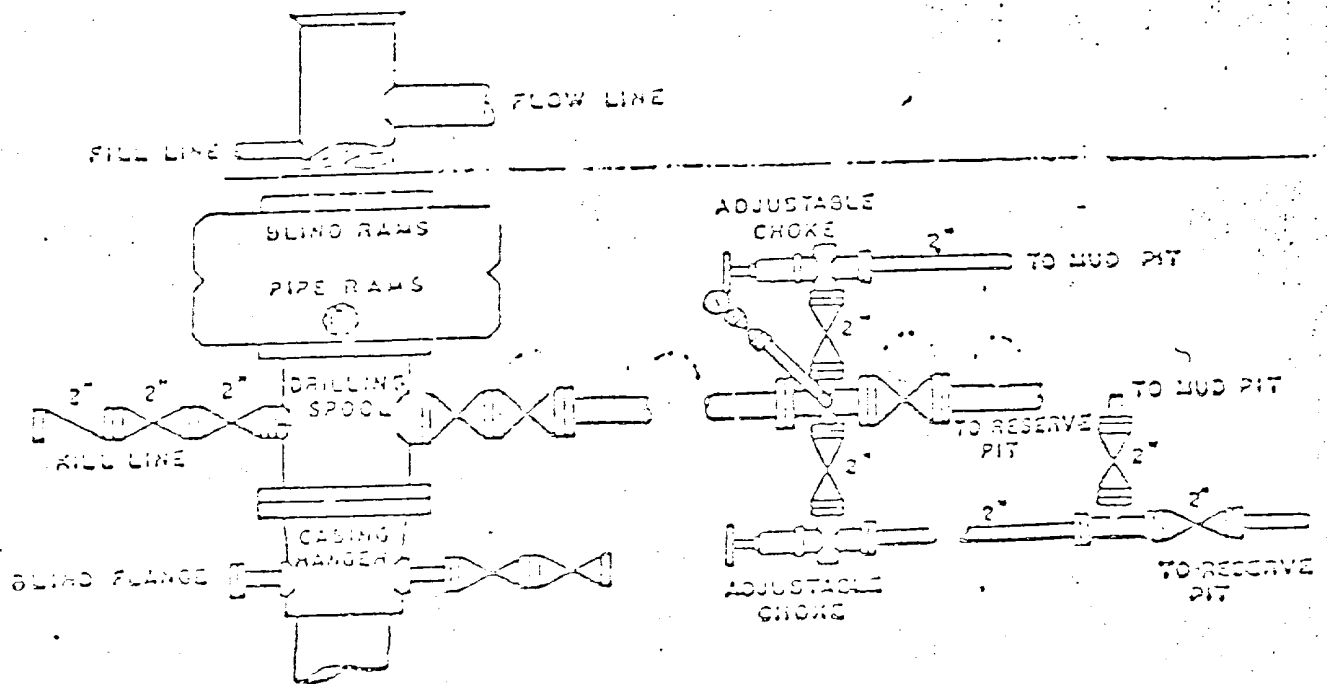 FLOW LINE
FILL LINE
BLIND RAMS
PIPE RAMS
ADJUSTABLE
CHOKE
2"
TO MUD PIT
2"
DRILLING
SPOOL
2" 2" 2"
KILL LINE
TO MUD PIT
TO RESERVE
PIT
2"
2"
2"
2"
CASING
HANGER
BLIND FLANGE
ADJUSTABLE
CHOKE
TO RESERVE
PIT